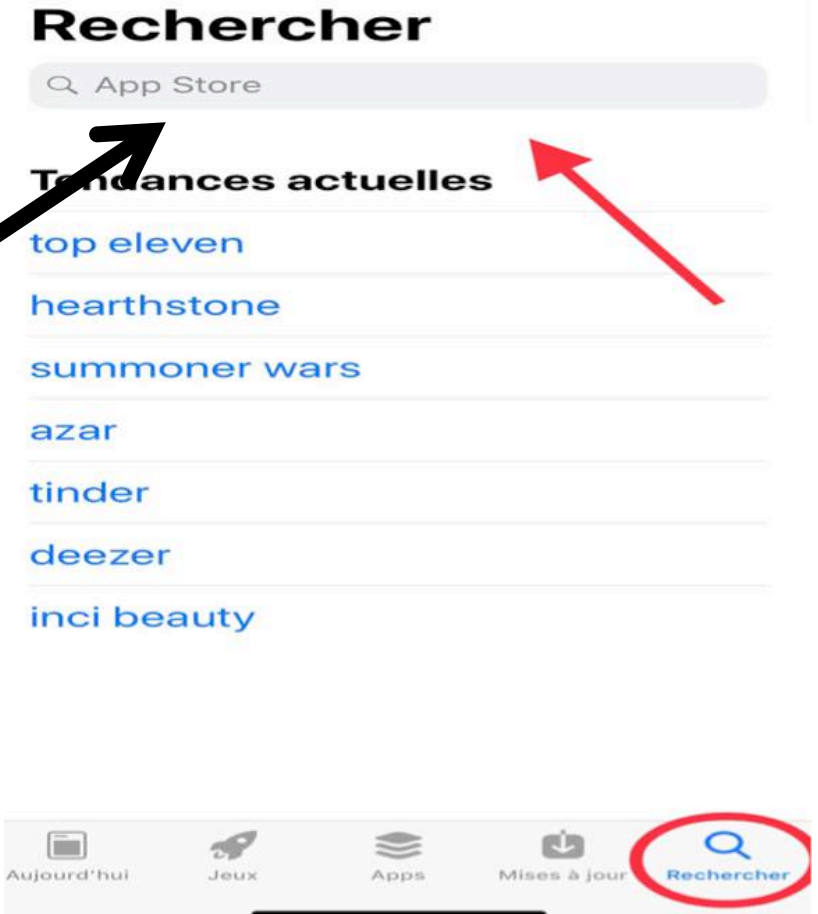 Rechercher
App Store
Tendances actuelles
top eleven
hearthstone
summoner wars
azar
tinder
deezer
inci beauty
Aujourd'hui Jeux Apps Mises à jour Rechercher